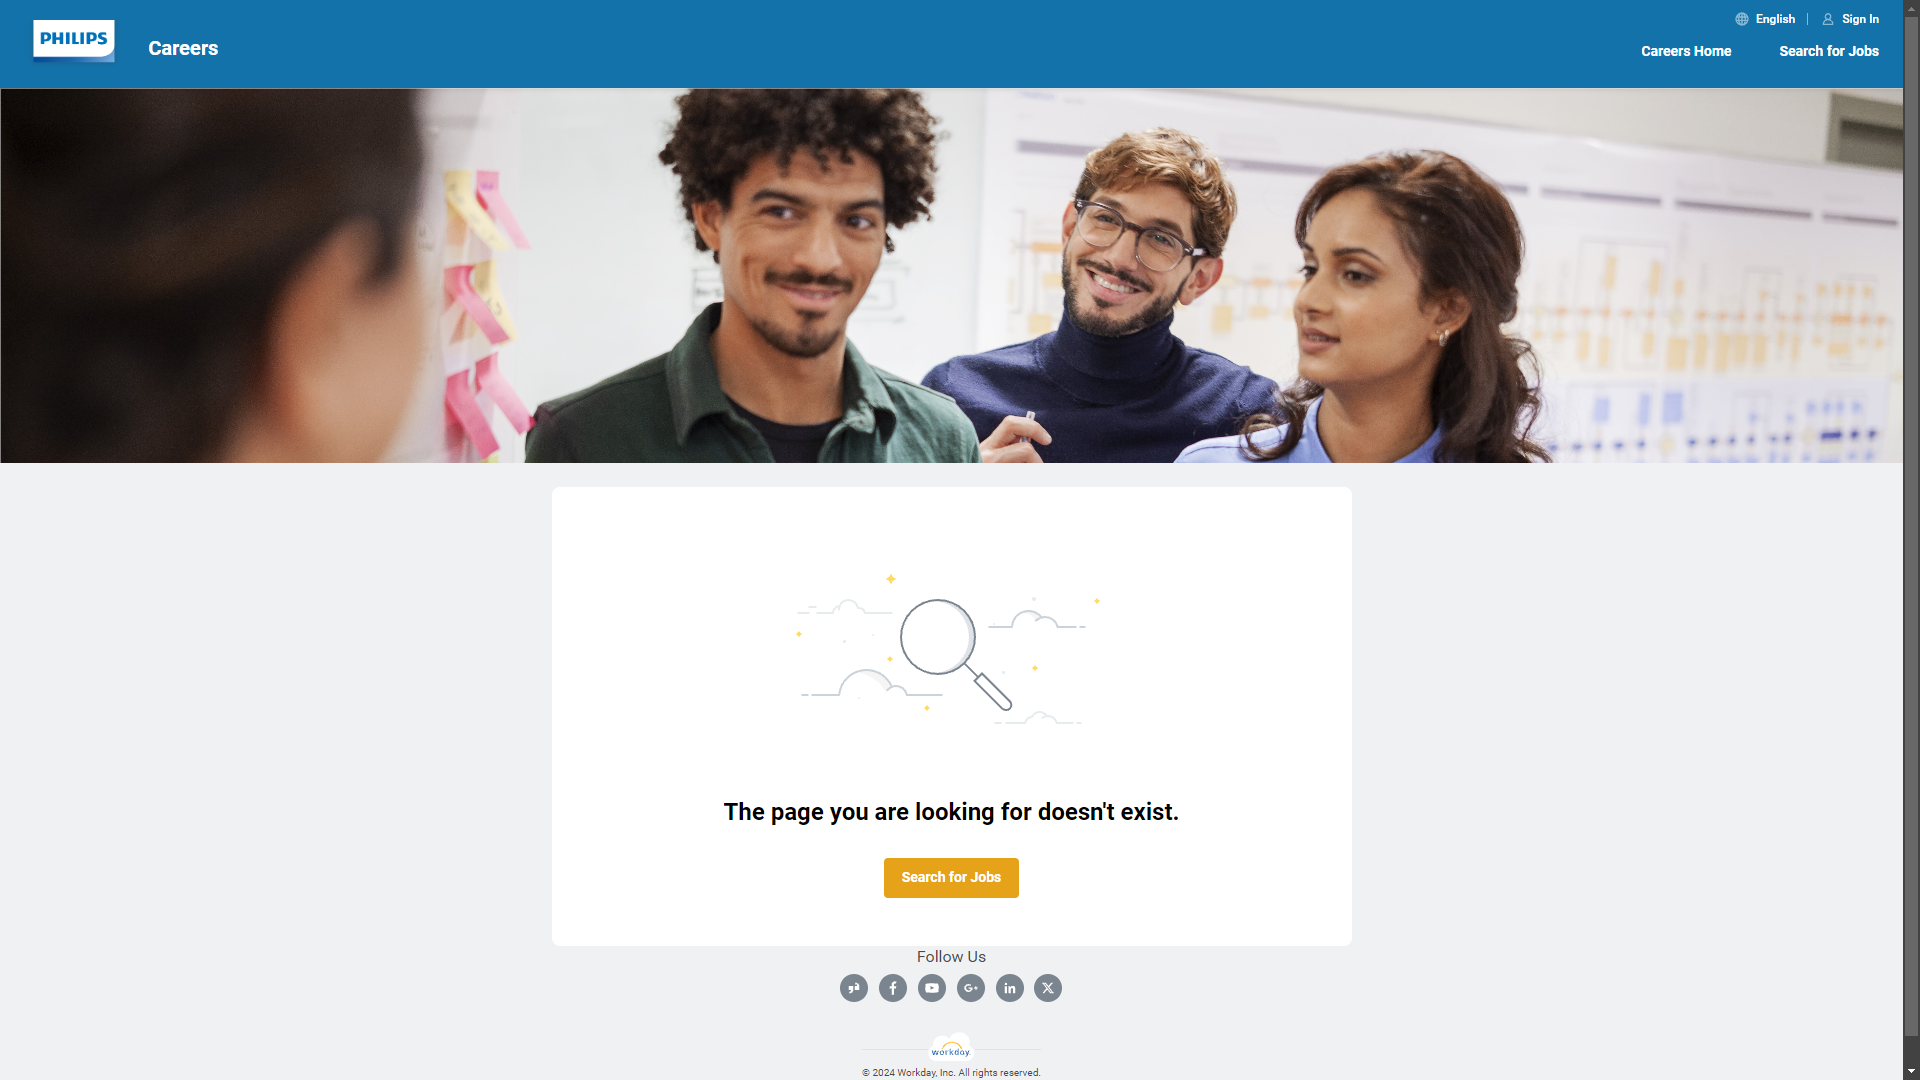 PHILIPS
Careers
English
Sign In
Careers Home
Search for Jobs
The page you are looking for doesn't exist.
Search for Jobs
Follow Us
workday.
© 2024 Workday, Inc. All rights reserved.